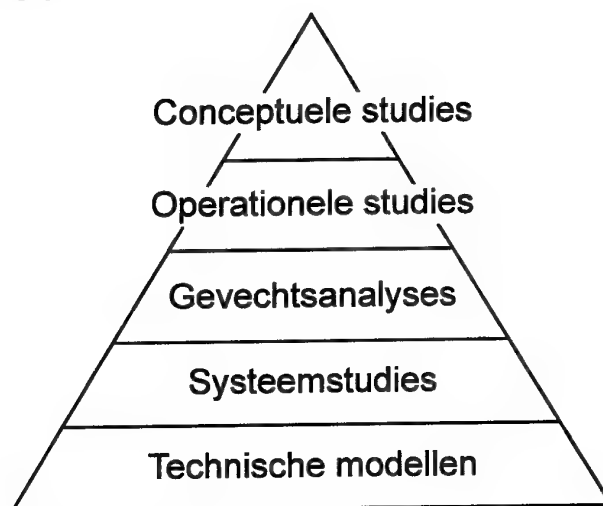 Conceptuele studies
Operationele studies
Gevechtsanalyses
Systeemstudies
Technische modellen